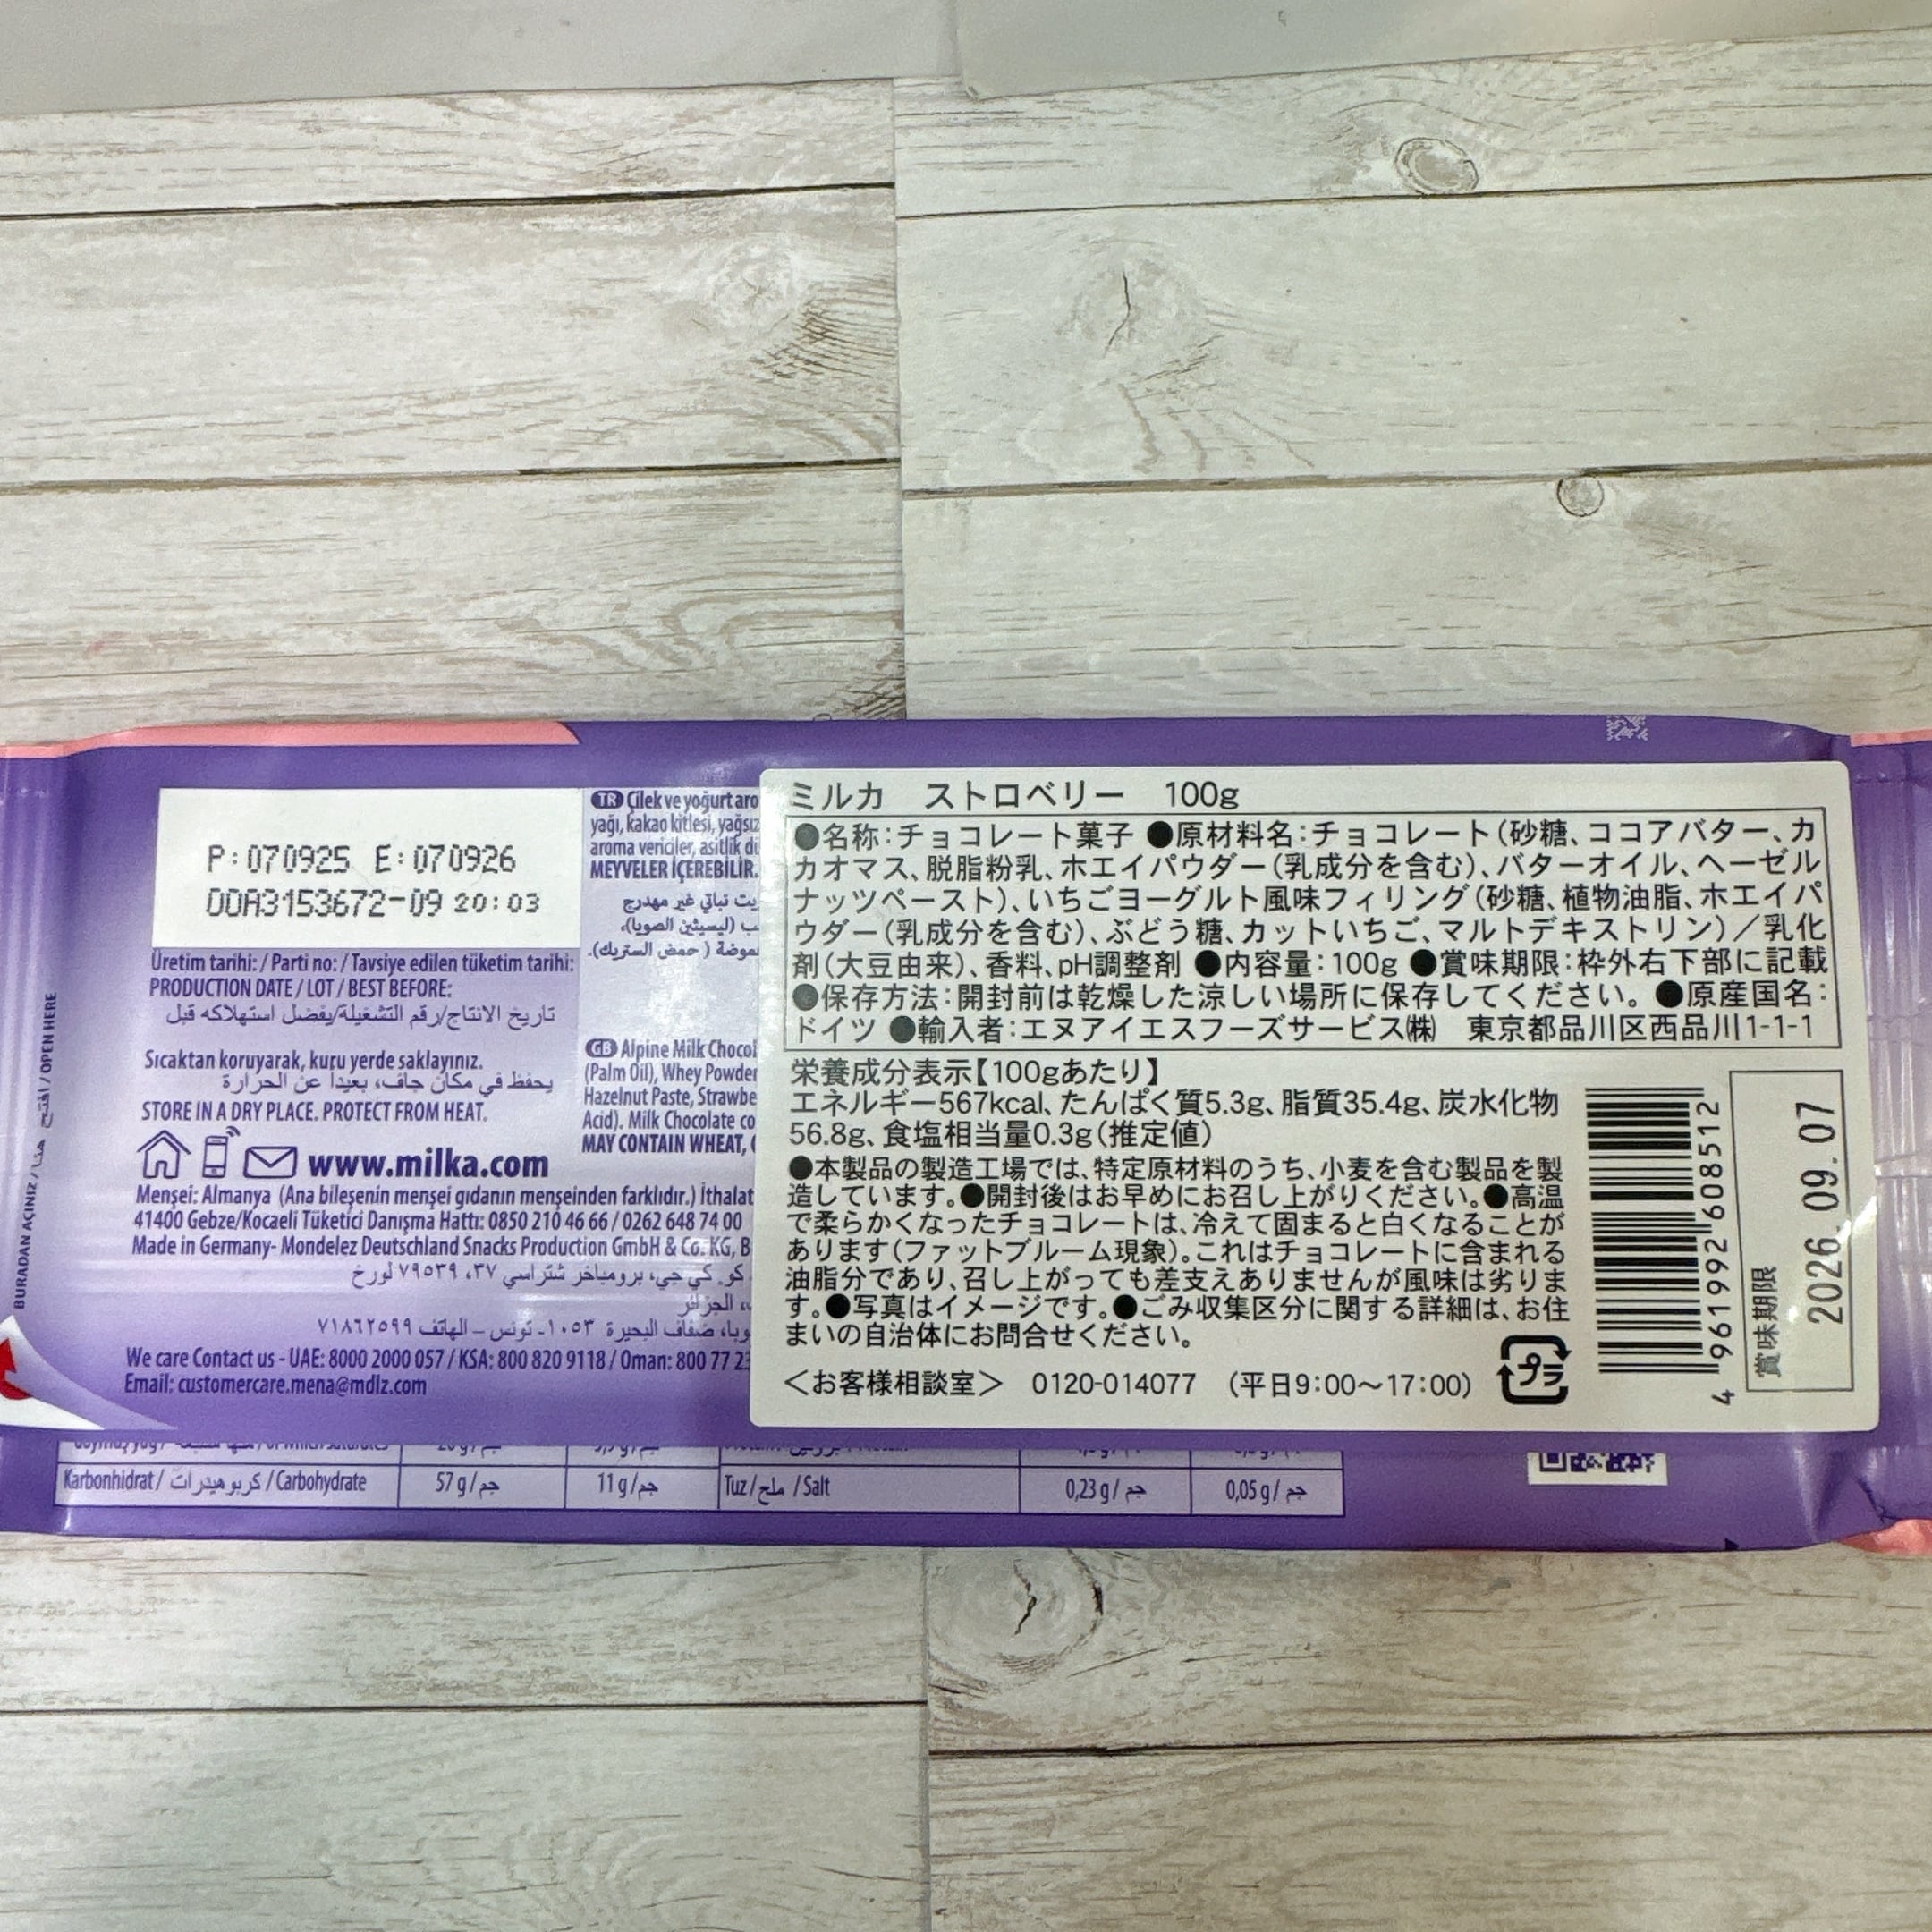 P:070925 E:070926
DDA3153672-09 20:03
Üretim tarihi: / Parti no: / Tavsiye edilen tüketim tarihi:
PRODUCTION DATE / LOT / BEST BEFORE:
تاريخ الانتاج/رقم التشغيلة/يفضل استهلاكه قبل
Sıcaktan koruyarak, kuru yerde saklayınız.
يحفظ في مكان جاف، بعيداً عن الحرارة
STORE IN A DRY PLACE. PROTECT FROM HEAT.
www.milka.com
Menşei: Almanya (Ana bileşenin menşei gıdanın menşeinden farklıdır.) İthalat
41400 Gebze/Kocaeli Tüketici Danışma Hattı: 0850 210 46 66 / 0262 648 74 00
Made in Germany- Mondelez Deutschland Snacks Production GmbH & Co. KG, B
كو. كي جي، برومباخر شتراسي ٣٧، ٧٩٥٣٩ لورخ
الجزائر
ضفاف البحيرة ١٠٥٣- تونس – الهاتف ٧١٨٦٢٥٩٩
We care Contact us - UAE: 8000 2000 057 / KSA: 800 820 9118 / Oman: 800 77 23
Email: customercare.mena@mdlz.com
BURADAN AÇINIZ / افتح هنا / OPEN HERE
TR Çilek ve yoğurt aro
yağı, kakao kitlesi, yağsız
aroma vericiler, asitlik dü
MEYVELER İÇEREBİLİR.
يت نباتي غير مهدرج
ب (ليسيثين الصويا)،
موضة ( حمض الستريك).
GB Alpine Milk Chocol
(Palm Oil), Whey Powder
Hazelnut Paste, Strawbe
Acid). Milk Chocolate co
MAY CONTAIN WHEAT,
ミルカ ストロベリー 100g
●名称:チョコレート菓子 ●原材料名:チョコレート(砂糖、ココアバター、カ
カオマス、脱脂粉乳、ホエイパウダー(乳成分を含む)、バターオイル、ヘーゼル
ナッツペースト)、いちごヨーグルト風味フィリング(砂糖、植物油脂、ホエイパ
ウダー(乳成分を含む)、ぶどう糖、カットいちご、マルトデキストリン)/乳化
剤(大豆由来)、香料、pH調整剤 ●内容量:100g ●賞味期限:枠外右下部に記載
●保存方法:開封前は乾燥した涼しい場所に保存してください。●原産国名:
ドイツ ●輸入者:エヌアイエスフーズサービス㈱ 東京都品川区西品川1-1-1
栄養成分表示【100gあたり】
エネルギー567kcal、たんぱく質5.3g、脂質35.4g、炭水化物
56.8g、食塩相当量0.3g(推定値)
●本製品の製造工場では、特定原材料のうち、小麦を含む製品を製
造しています。●開封後はお早めにお召し上がりください。●高温
で柔らかくなったチョコレートは、冷えて固まると白くなることが
あります(ファットブルーム現象)。これはチョコレートに含まれる
油脂分であり、召し上がっても差支えありませんが風味は劣りま
す。●写真はイメージです。●ごみ収集区分に関する詳細は、お住
まいの自治体にお問合せください。
<お客様相談室> 0120-014077 (平日9:00~17:00)
プラ
4 961992 608512
賞味期限
2026. 09. 07
Karbonhidrat / كربوهيدرات / Carbohydrate 57 g/جم 11 g/جم Tuz / ملح / Salt 0,23 g/ جم 0,05 g/ جم